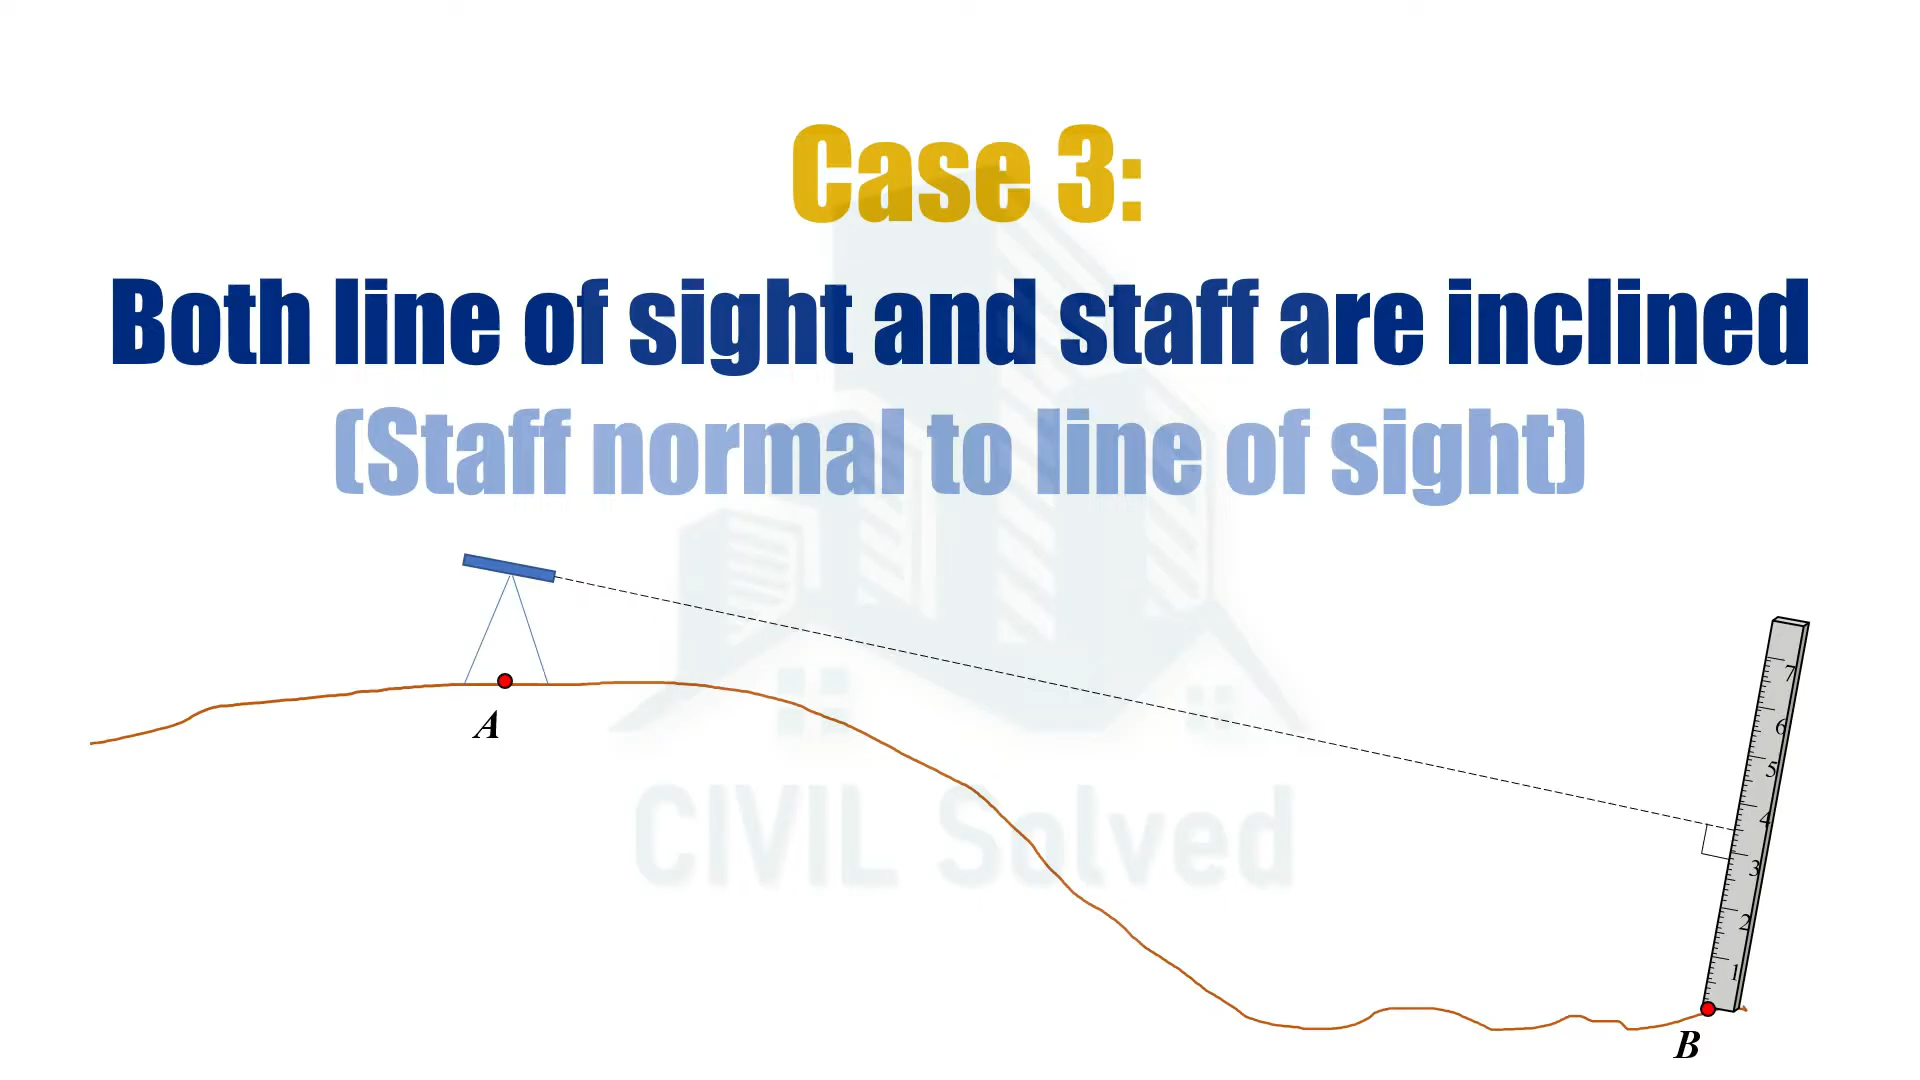 Case 3:
Both line of sight and staff are inclined
(Staff normal to line of sight)
7
6
5
4
3
2
1
A
B
CIVIL Solved